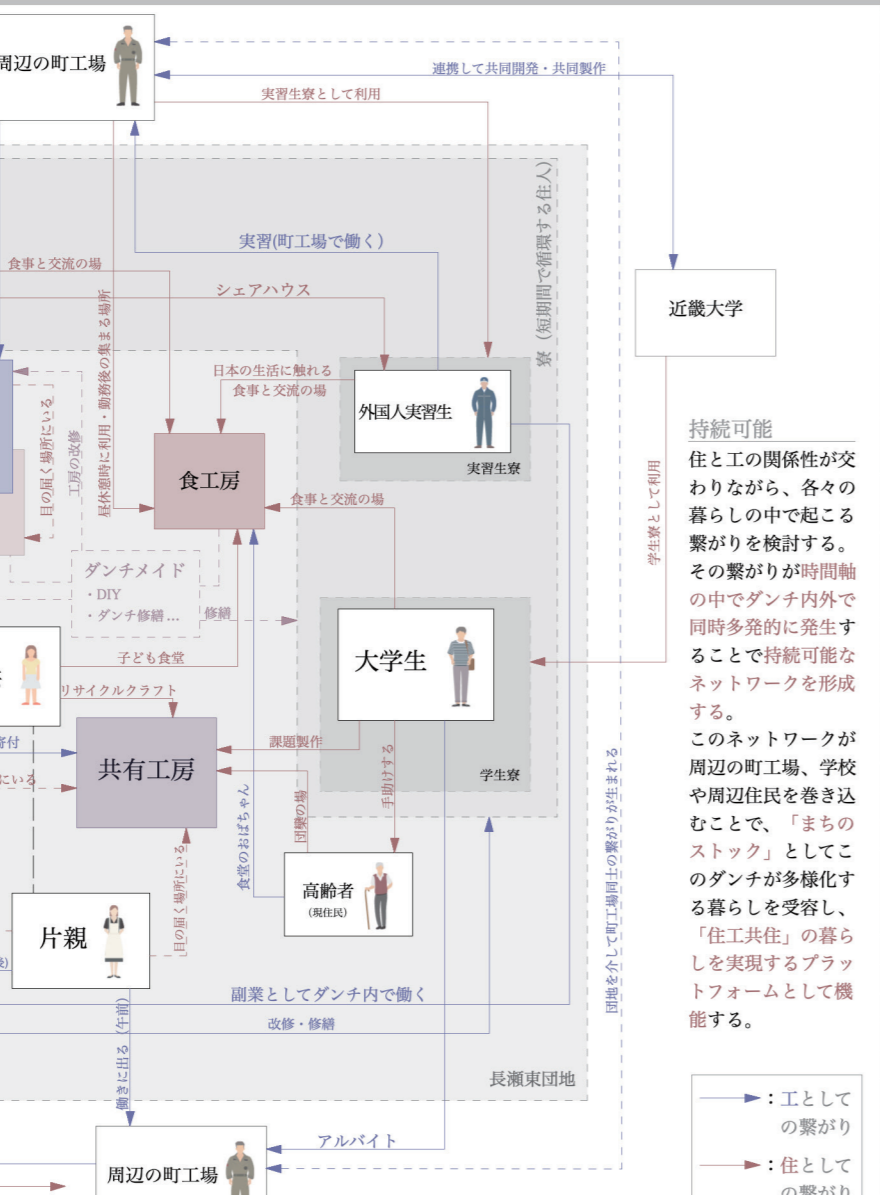 周辺の町工場
連携して共同開発・共同製作
実習生寮として利用
寮（短期間で循環する住人）
実習(町工場で働く)
食事と交流の場
シェアハウス
昼休憩時に利用・勤務後の集まる場所
近畿大学
日本の生活に触れる
食事と交流の場
外国人実習生
実習生寮
目の届く場所にいる
工房の改修
食工房
食事と交流の場
学生寮として利用
持続可能
住と工の関係性が交
わりながら、各々の
暮らしの中で起こる
繋がりを検討する。
その繋がりが時間軸
の中でダンチ内外で
同時多発的に発生す
ることで持続可能な
ネットワークを形成
する。
このネットワークが
周辺の町工場、学校
や周辺住民を巻き込
むことで、「まちの
ストック」としてこ
のダンチが多様化す
る暮らしを受容し、
「住工共住」の暮ら
しを実現するプラッ
トフォームとして機
能する。
ダンチメイド
・DIY
・ダンチ修繕…
修繕
大学生
学生寮
子ども食堂
リサイクルクラフト
寄付
にいる
共有工房
課題製作
手助けする
団欒の場
食堂のおばちゃん
団地を介して町工場同士の繋がりが生まれる
高齢者
(現住民)
目の届く場所にいる
片親
副業としてダンチ内で働く
改修・修繕
働きに出る（午前）
長瀬東団地
アルバイト
周辺の町工場
：工として
の繋がり
：住として
の繋がり